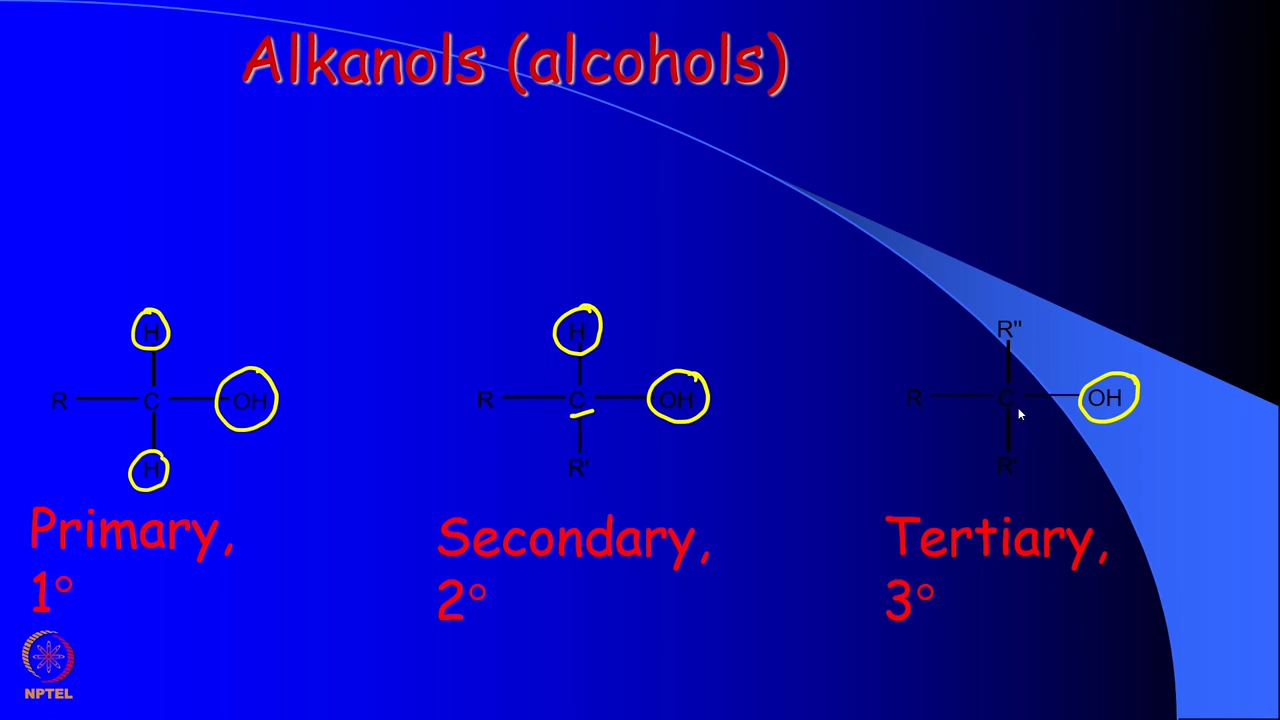 Alkanols (alcohols)
H
R C OH
H
Primary,
1°
H
R C OH
R'
Secondary,
2°
R"
R C OH
R'
Tertiary,
3°
NPTEL